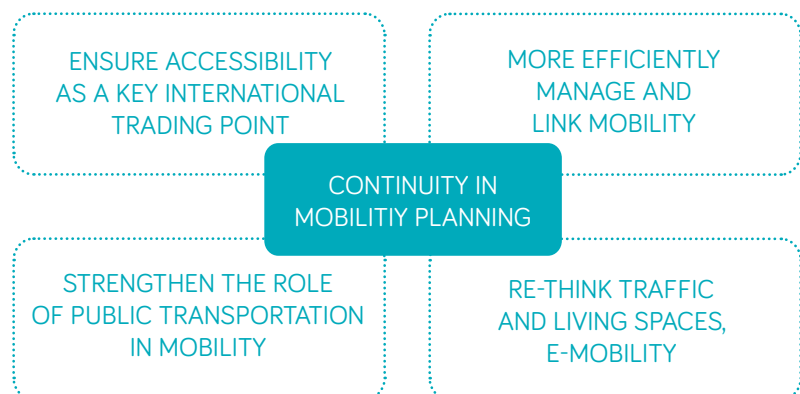 ENSURE ACCESSIBILITY
AS A KEY INTERNATIONAL
TRADING POINT
MORE EFFICIENTLY
MANAGE AND
LINK MOBILITY
CONTINUITY IN
MOBILITIY PLANNING
STRENGTHEN THE ROLE
OF PUBLIC TRANSPORTATION
IN MOBILITY
RE-THINK TRAFFIC
AND LIVING SPACES,
E-MOBILITY